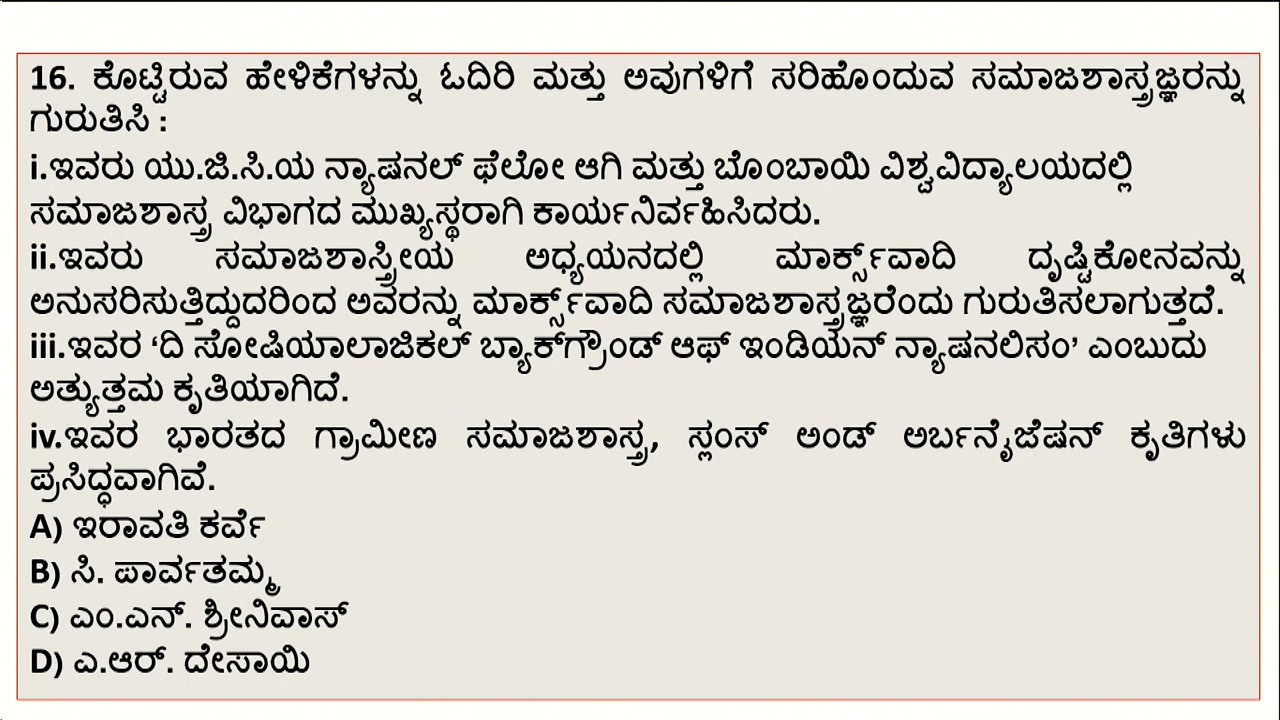 16. ಕೊಟ್ಟಿರುವ ಹೇಳಿಕೆಗಳನ್ನು ಓದಿರಿ ಮತ್ತು ಅವುಗಳಿಗೆ ಸರಿಹೊಂದುವ ಸಮಾಜಶಾಸ್ತ್ರಜ್ಞರನ್ನು
ಗುರುತಿಸಿ :
i.ಇವರು ಯು.ಜಿ.ಸಿ.ಯ ನ್ಯಾಷನಲ್ ಫೆಲೋ ಆಗಿ ಮತ್ತು ಬೊಂಬಾಯಿ ವಿಶ್ವವಿದ್ಯಾಲಯದಲ್ಲಿ
ಸಮಾಜಶಾಸ್ತ್ರ ವಿಭಾಗದ ಮುಖ್ಯಸ್ಥರಾಗಿ ಕಾರ್ಯನಿರ್ವಹಿಸಿದರು.
ii.ಇವರು ಸಮಾಜಶಾಸ್ತ್ರೀಯ ಅಧ್ಯಯನದಲ್ಲಿ ಮಾರ್ಕ್ಸ್‌ವಾದಿ ದೃಷ್ಟಿಕೋನವನ್ನು
ಅನುಸರಿಸುತ್ತಿದ್ದುದರಿಂದ ಅವರನ್ನು ಮಾರ್ಕ್ಸ್‌ವಾದಿ ಸಮಾಜಶಾಸ್ತ್ರಜ್ಞರೆಂದು ಗುರುತಿಸಲಾಗುತ್ತದೆ.
iii.ಇವರ ‘ದಿ ಸೋಷಿಯಾಲಾಜಿಕಲ್ ಬ್ಯಾಕ್‌ಗ್ರೌಂಡ್ ಆಫ್ ಇಂಡಿಯನ್ ನ್ಯಾಷನಲಿಸಂ’ ಎಂಬುದು
ಅತ್ಯುತ್ತಮ ಕೃತಿಯಾಗಿದೆ.
iv.ಇವರ ಭಾರತದ ಗ್ರಾಮೀಣ ಸಮಾಜಶಾಸ್ತ್ರ, ಸ್ಲಂಸ್ ಅಂಡ್ ಅರ್ಬನೈಜೆಷನ್ ಕೃತಿಗಳು
ಪ್ರಸಿದ್ಧವಾಗಿವೆ.
A) ಇರಾವತಿ ಕರ್ವೆ
B) ಸಿ. ಪಾರ್ವತಮ್ಮ
C) ಎಂ.ಎನ್. ಶ್ರೀನಿವಾಸ್
D) ಎ.ಆರ್. ದೇಸಾಯಿ